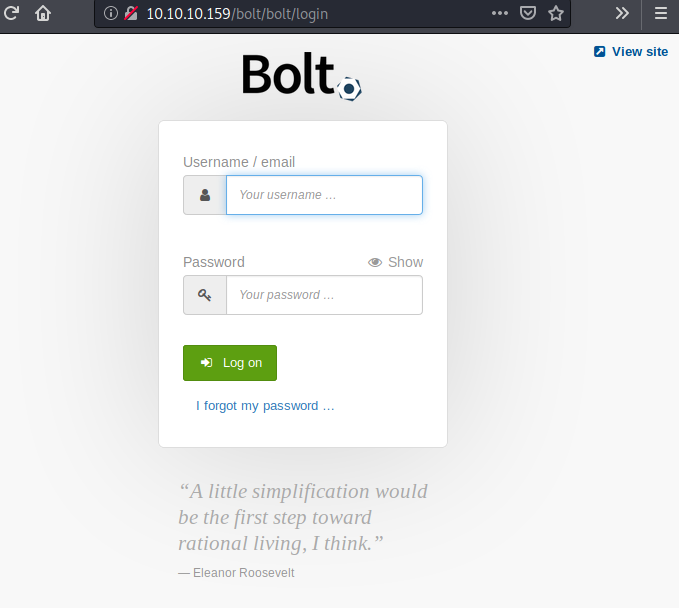 10.10.10.159/bolt/bolt/login
View site
Bolt
Username / email
Your username ...
Password Show
Your password ...
Log on
I forgot my password ...
“A little simplification would
be the first step toward
rational living, I think.”
— Eleanor Roosevelt